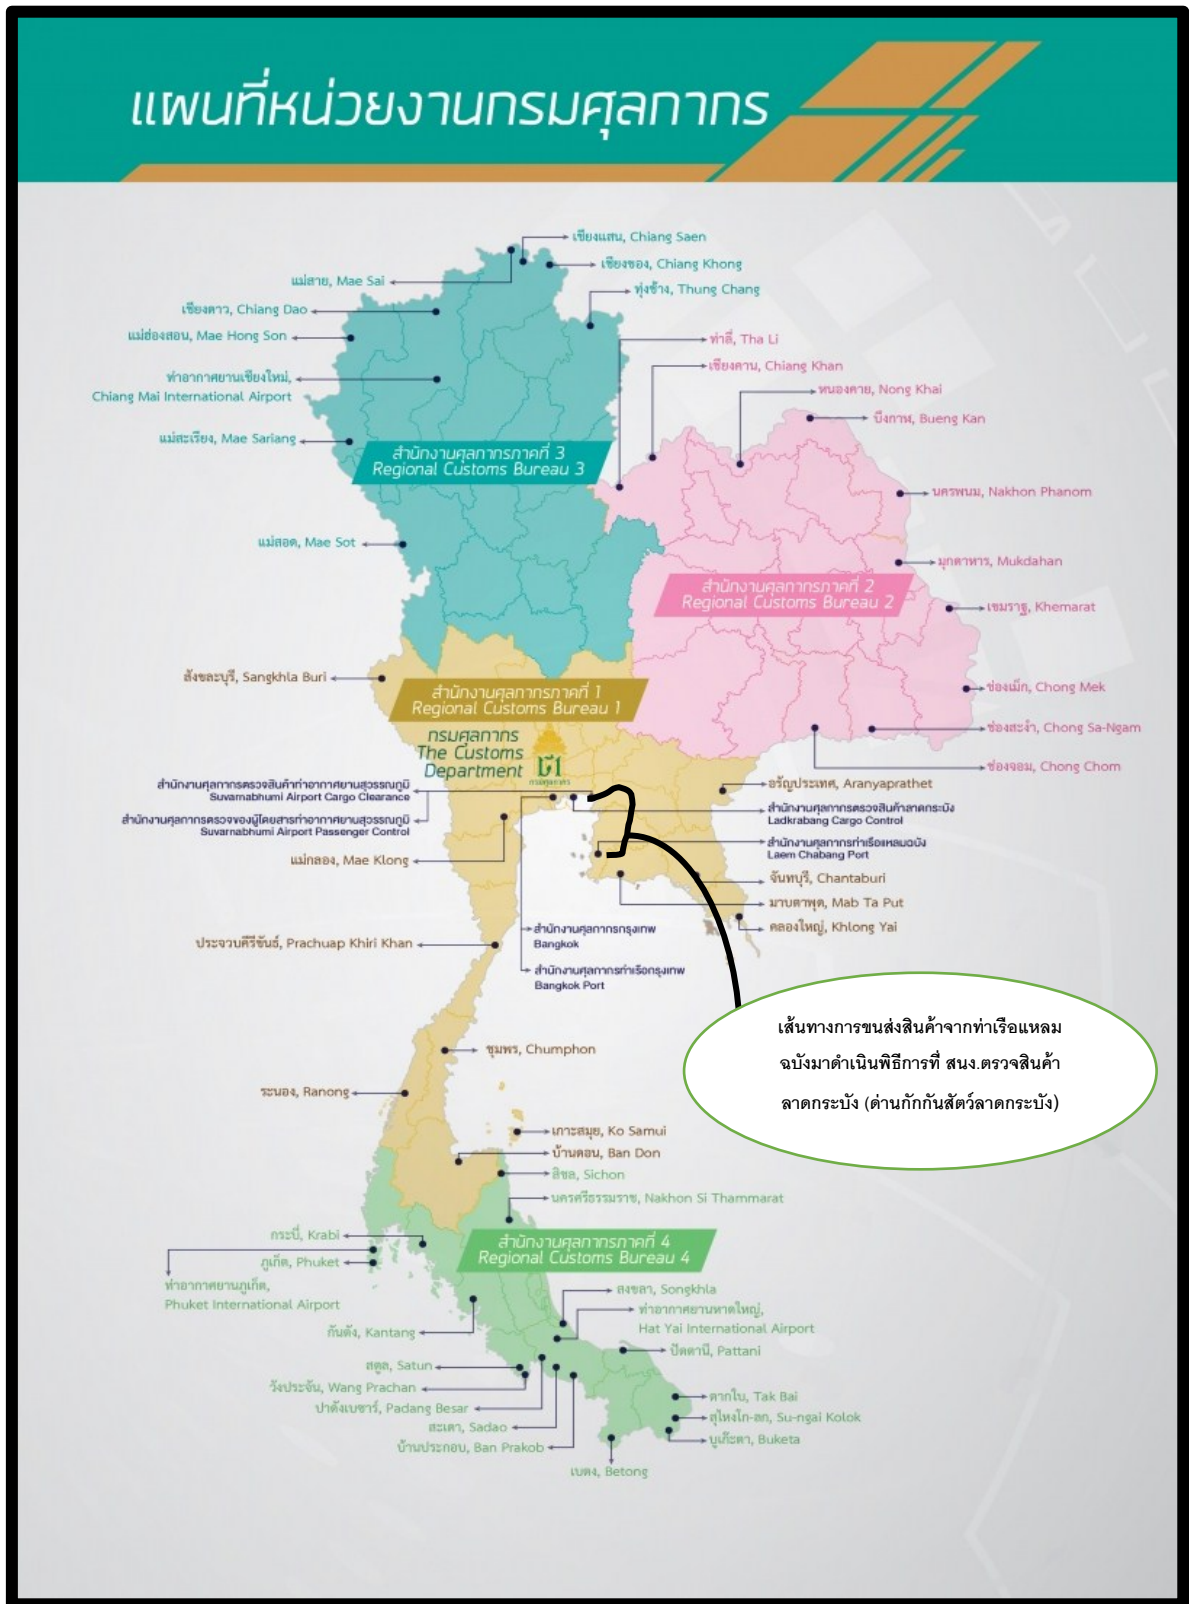 แผนที่หน่วยงานกรมศุลกากร
เชียงแสน, Chiang Saen
เชียงของ, Chiang Khong
แม่สาย, Mae Sai
ทุ่งช้าง, Thung Chang
เชียงดาว, Chiang Dao
แม่ฮ่องสอน, Mae Hong Son
ท่าลี่, Tha Li
เชียงคาน, Chiang Khan
ท่าอากาศยานเชียงใหม่,
Chiang Mai International Airport
หนองคาย, Nong Khai
บึงกาฬ, Bueng Kan
แม่สะเรียง, Mae Sariang
สำนักงานศุลกากรภาคที่ 3
Regional Customs Bureau 3
นครพนม, Nakhon Phanom
แม่สอด, Mae Sot
มุกดาหาร, Mukdahan
สำนักงานศุลกากรภาคที่ 2
Regional Customs Bureau 2
เขมราฐ, Khemarat
สังขละบุรี, Sangkhla Buri
สำนักงานศุลกากรภาคที่ 1
Regional Customs Bureau 1
ช่องเม็ก, Chong Mek
ช่องสะงำ, Chong Sa-Ngam
ช่องจอม, Chong Chom
กรมศุลกากร
The Customs
Department
กรมศุลกากร
สำนักงานศุลกากรตรวจสินค้าท่าอากาศยานสุวรรณภูมิ
Suvarnabhumi Airport Cargo Clearance
อรัญประเทศ, Aranyaprathet
สำนักงานศุลกากรตรวจของผู้โดยสารท่าอากาศยานสุวรรณภูมิ
Suvarnabhumi Airport Passenger Control
สำนักงานศุลกากรตรวจสินค้าลาดกระบัง
Ladkrabang Cargo Control
สำนักงานศุลกากรท่าเรือแหลมฉบัง
Laem Chabang Port
แม่กลอง, Mae Klong
จันทบุรี, Chantaburi
มาบตาพุด, Mab Ta Put
คลองใหญ่, Khlong Yai
ประจวบคีรีขันธ์, Prachuap Khiri Khan
สำนักงานศุลกากรกรุงเทพ
Bangkok
สำนักงานศุลกากรท่าเรือกรุงเทพ
Bangkok Port
เส้นทางการขนส่งสินค้าจากท่าเรือแหลม
ฉบังมาดำเนินพิธีการที่ สนง.ตรวจสินค้า
ลาดกระบัง (ด่านกักกันสัตว์ลาดกระบัง)
ชุมพร, Chumphon
ระนอง, Ranong
เกาะสมุย, Ko Samui
บ้านดอน, Ban Don
สิชล, Sichon
นครศรีธรรมราช, Nakhon Si Thammarat
กระบี่, Krabi
สำนักงานศุลกากรภาคที่ 4
Regional Customs Bureau 4
ภูเก็ต, Phuket
ท่าอากาศยานภูเก็ต,
Phuket International Airport
สงขลา, Songkhla
ท่าอากาศยานหาดใหญ่,
Hat Yai International Airport
กันตัง, Kantang
ปัตตานี, Pattani
สตูล, Satun
วังประจัน, Wang Prachan
ปาดังเบซาร์, Padang Besar
สะเดา, Sadao
บ้านประกอบ, Ban Prakob
ตากใบ, Tak Bai
สุไหงโก-ลก, Su-ngai Kolok
บูเก๊ะตา, Buketa
เบตง, Betong